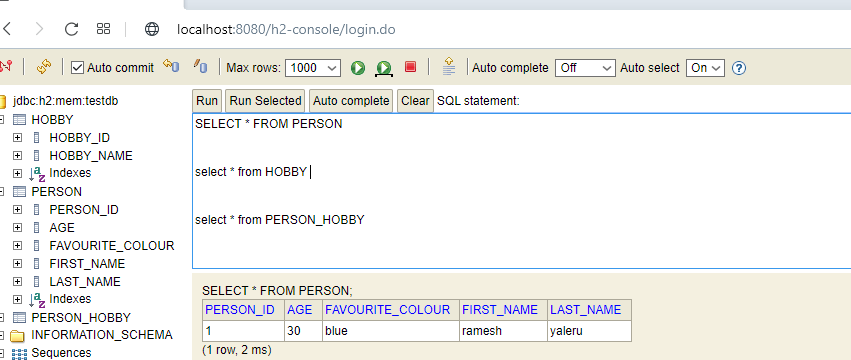 localhost:8080/h2-console/login.do
Auto commit Max rows: 1000 Auto complete Off Auto select On ?
jdbc:h2:mem:testdb
HOBBY
HOBBY_ID
HOBBY_NAME
Indexes
PERSON
PERSON_ID
AGE
FAVOURITE_COLOUR
FIRST_NAME
LAST_NAME
Indexes
PERSON_HOBBY
INFORMATION_SCHEMA
Sequences
Run Run Selected Auto complete Clear SQL statement:
SELECT * FROM PERSON
select * from HOBBY
select * from PERSON_HOBBY
SELECT * FROM PERSON;
PERSON_ID AGE FAVOURITE_COLOUR FIRST_NAME LAST_NAME
1 30 blue ramesh yaleru
(1 row, 2 ms)